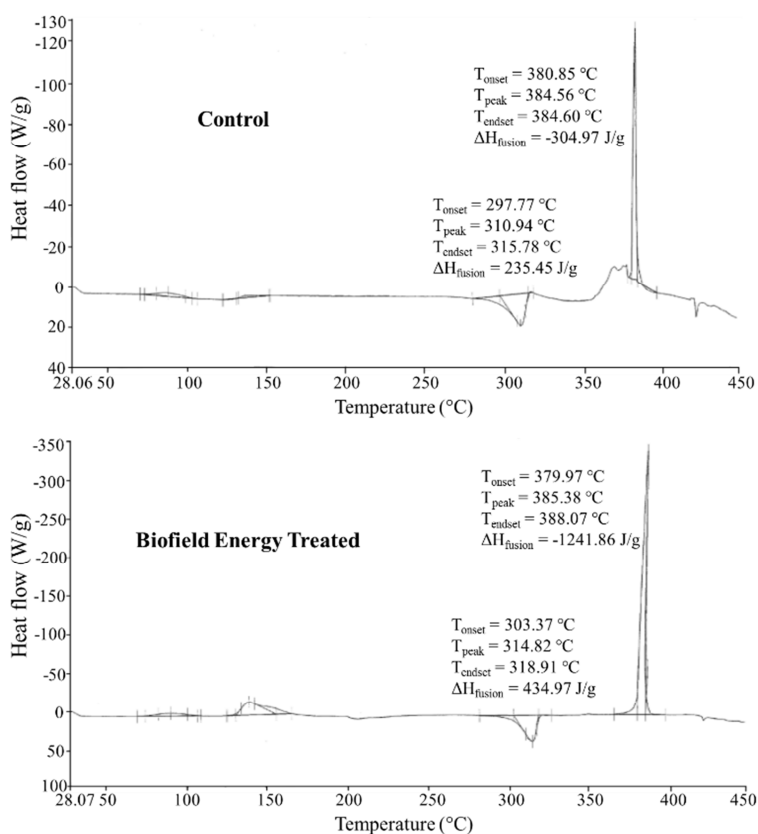 -130
-120
-100
-80
-60
-40
-20
0
20
40
Heat flow (W/g)
Control
Tonset = 380.85 °C
Tpeak = 384.56 °C
Tendset = 384.60 °C
ΔHfusion = -304.97 J/g
Tonset = 297.77 °C
Tpeak = 310.94 °C
Tendset = 315.78 °C
ΔHfusion = 235.45 J/g
28.06 50 100 150 200 250 300 350 400 450
Temperature (°C)
-350
-300
-250
-200
-150
-100
-50
0
50
100
Heat flow (W/g)
Biofield Energy Treated
Tonset = 379.97 °C
Tpeak = 385.38 °C
Tendset = 388.07 °C
ΔHfusion = -1241.86 J/g
Tonset = 303.37 °C
Tpeak = 314.82 °C
Tendset = 318.91 °C
ΔHfusion = 434.97 J/g
28.07 50 100 150 200 250 300 350 400 450
Temperature (°C)